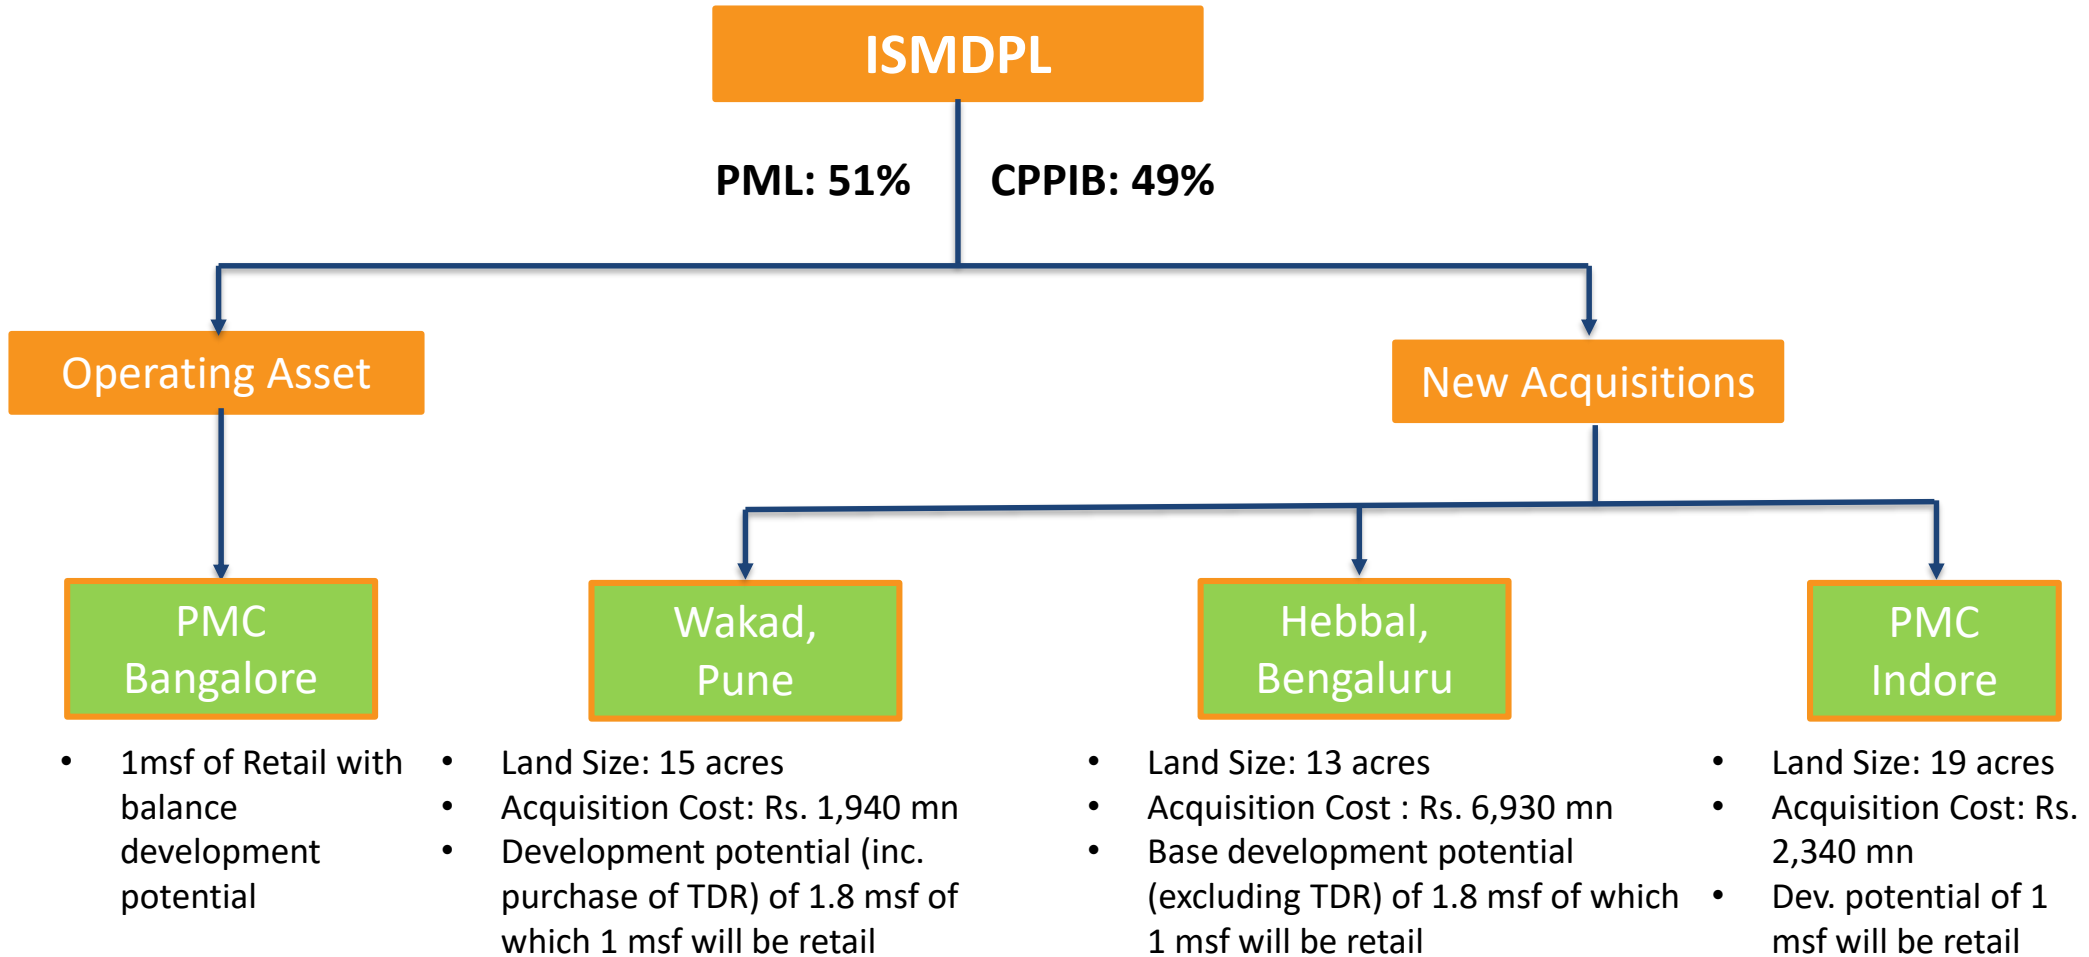 ISMDPL
PML: 51%
CPPIB: 49%
Operating Asset
New Acquisitions
PMC
Bangalore
Wakad,
Pune
Hebbal,
Bengaluru
PMC
Indore
• 1msf of Retail with
balance
development
potential
• Land Size: 15 acres
• Acquisition Cost: Rs. 1,940 mn
• Development potential (inc.
purchase of TDR) of 1.8 msf of
which 1 msf will be retail
• Land Size: 13 acres
• Acquisition Cost : Rs. 6,930 mn
• Base development potential
(excluding TDR) of 1.8 msf of which
1 msf will be retail
• Land Size: 19 acres
• Acquisition Cost: Rs.
2,340 mn
• Dev. potential of 1
msf will be retail